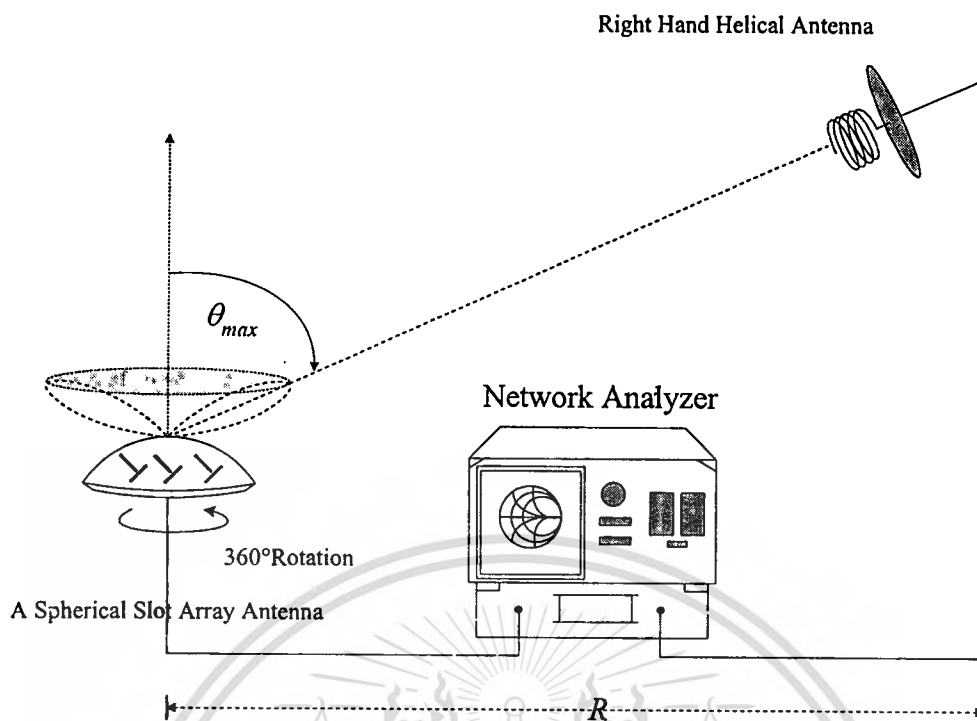 Right Hand Helical Antenna
θmax
Network Analyzer
360°Rotation
A Spherical Slot Array Antenna
R